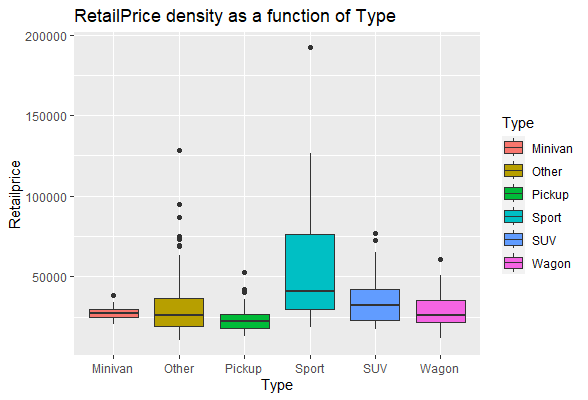 RetailPrice density as a function of Type
200000
150000
100000
50000
Retailprice
Minivan Other Pickup Sport SUV Wagon
Type
Type
Minivan
Other
Pickup
Sport
SUV
Wagon